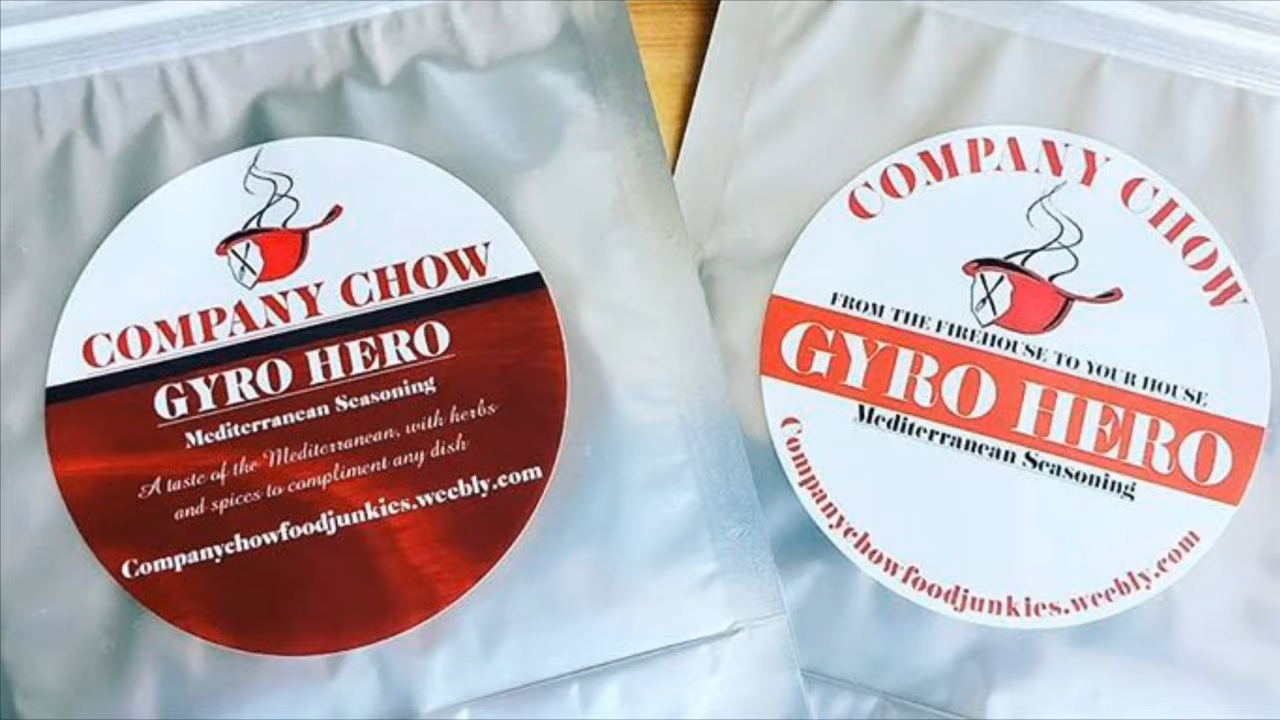 COMPANY CHOW
GYRO HERO
Mediterranean Seasoning
A taste of the Mediterranean, with herbs
and spices to compliment any dish
Companychowfoodjunkies.weebly.com
COMPANY CHOW
FROM THE FIREHOUSE TO YOUR HOUSE
GYRO HERO
Mediterranean Seasoning
Companychowfoodjunkies.weebly.com